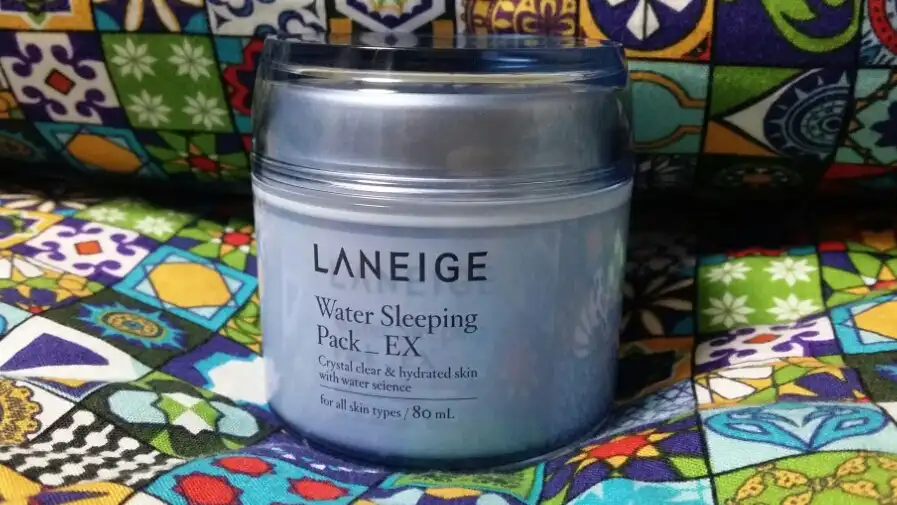 LANEIGE
Water Sleeping
Pack_EX
Crystal clear & hydrated skin
with water science
for all skin types / 80 mL